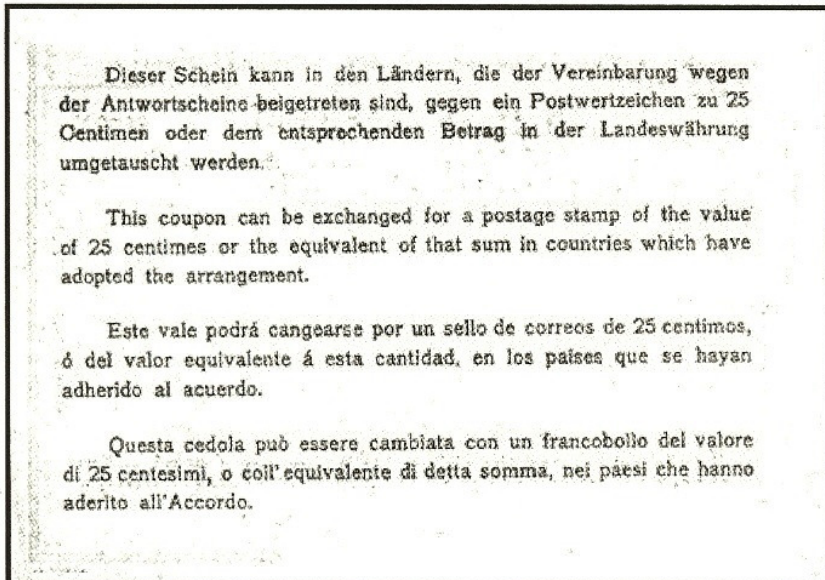 Dieser Schein kann in den Ländern, die der Vereinbarung wegen
der Antwortscheine beigetreten sind, gegen ein Postwertzeichen zu 25
Centimen oder dem entsprechenden Betrag in der Landeswährung
umgetauscht werden.
This coupon can be exchanged for a postage stamp of the value
of 25 centimes or the equivalent of that sum in countries which have
adopted the arrangement.
Este vale podrá cangearse por un sello de correos de 25 centimos,
ó del valor equivalente á esta cantidad, en los paises que se hayan
adherido al acuerdo.
Questa cedola può essere cambiata con un francobollo del valore
di 25 centesimi, o coll'equivalente di detta somma, nei paesi che hanno
aderito all'Accordo.